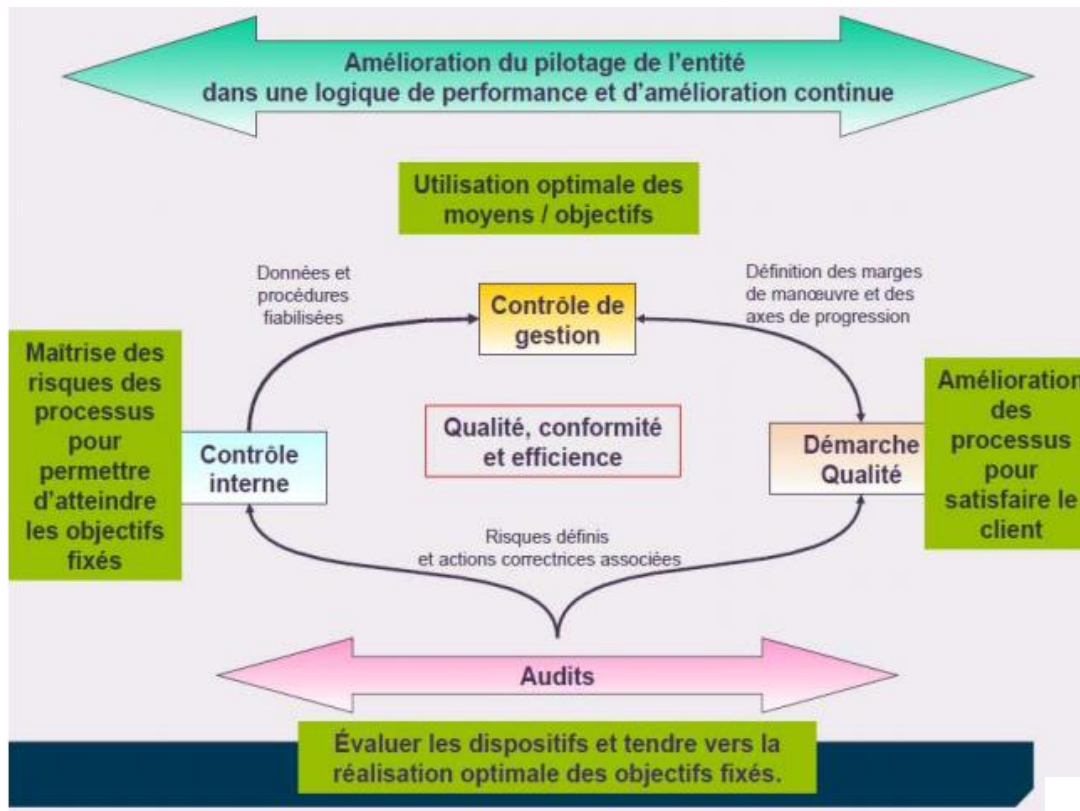 Amélioration du pilotage de l'entité
dans une logique de performance et d'amélioration continue
Utilisation optimale des
moyens / objectifs
Données et
procédures
fiabilisées
Contrôle de
gestion
Définition des marges
de manœuvre et des
axes de progression
Maîtrise des
risques des
processus
pour
permettre
d'atteindre
les objectifs
fixés
Contrôle
interne
Qualité, conformité
et efficience
Démarche
Qualité
Amélioration
des
processus
pour
satisfaire le
client
Risques définis
et actions correctrices associées
Audits
Évaluer les dispositifs et tendre vers la
réalisation optimale des objectifs fixés.